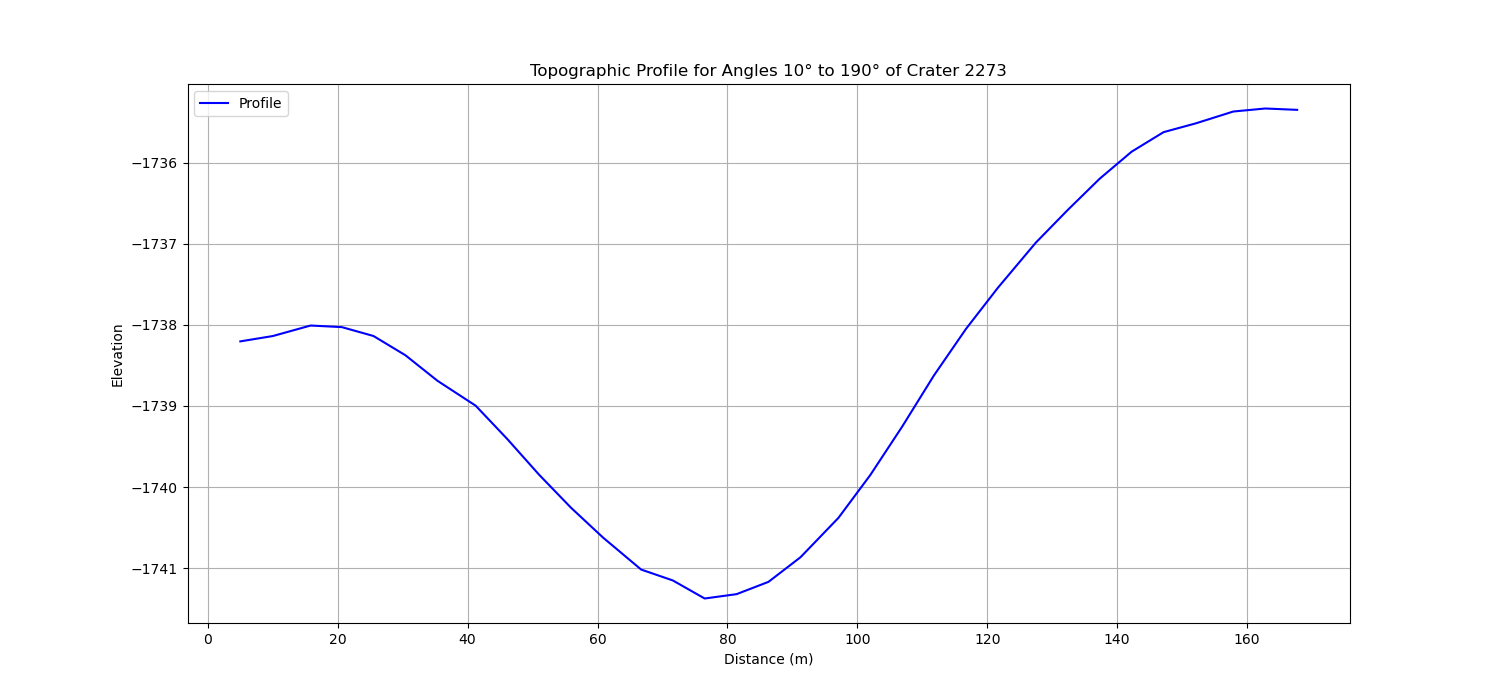 Topographic Profile for Angles 10° to 190° of Crater 2273
Profile
−1736
−1737
−1738
−1739
−1740
−1741
Elevation
0 20 40 60 80 100 120 140 160
Distance (m)